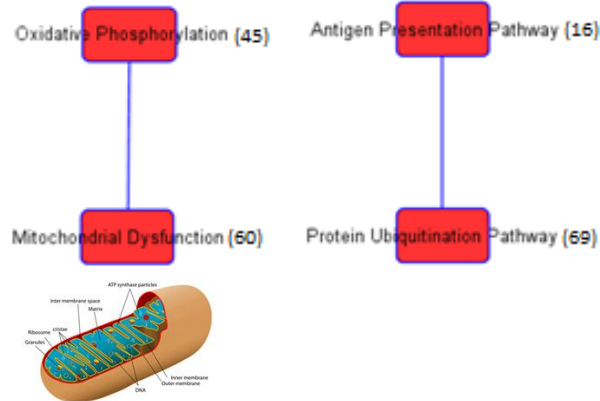 Oxidative Phosphorylation (45)
Antigen Presentation Pathway (16)
Mitochondrial Dysfunction (60)
Protein Ubiquitination Pathway (69)
ATP synthase particles
Inter membrane space
Matrix
Ribosome
cristae
Granules
Inner membrane
Outer membrane
DNA